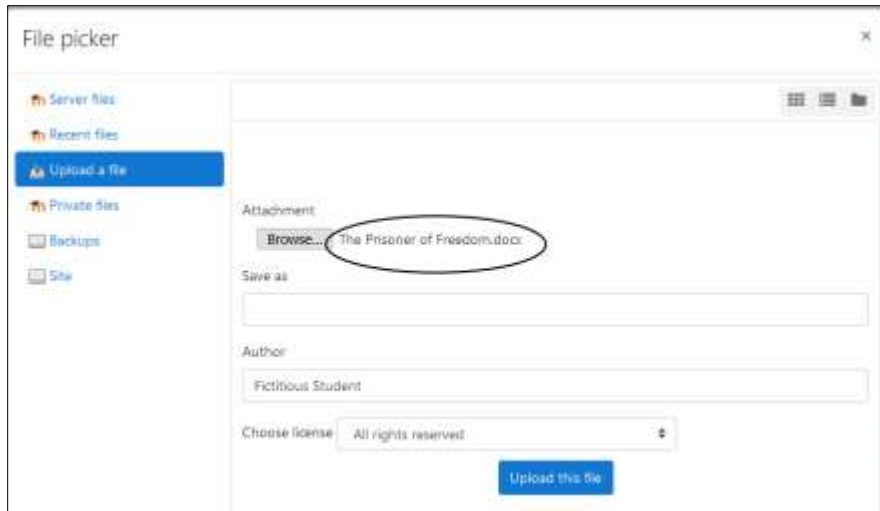 File picker
×
Server files
Recent files
Upload a file
Private files
Backups
Site
Attachment
Browse... The Prisoner of Freedom.docx
Save as
Author
Fictitious Student
Choose license All rights reserved
Upload this file